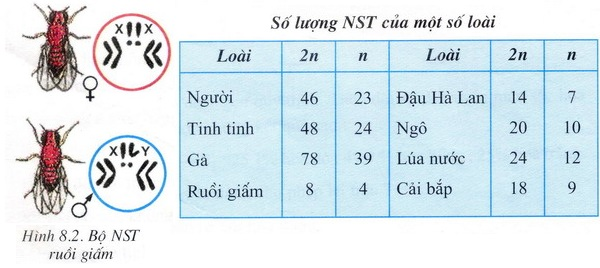 X X
♀
X Y
♂
Hình 8.2. Bộ NST
ruồi giấm
Số lượng NST của một số loài
Loài 2n n Loài 2n n
Người 46 23 Đậu Hà Lan 14 7
Tinh tinh 48 24 Ngô 20 10
Gà 78 39 Lúa nước 24 12
Ruồi giấm 8 4 Cải bắp 18 9